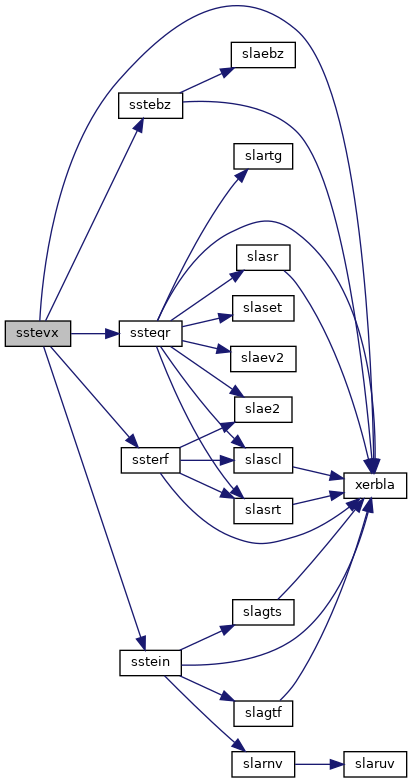 slaebz
sstebz
slartg
slasr
slaset
sstevx
ssteqr
slaev2
slae2
ssterf
slascl
xerbla
slasrt
slagts
sstein
slagtf
slarnv
slaruv